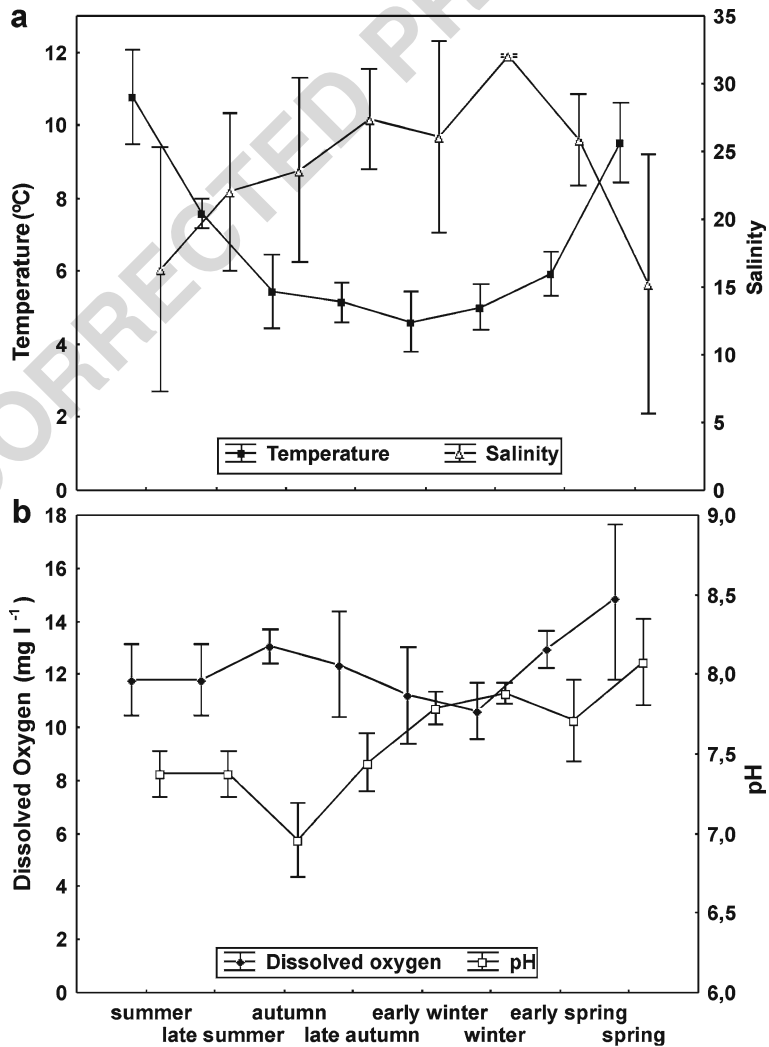 a
12
10
8
6
4
2
0
Temperature (ºC)
35
30
25
20
15
10
5
0
Salinity
Temperature Salinity
CORRECTED
b
18
16
14
12
10
8
6
4
2
0
Dissolved Oxygen (mg l⁻¹)
9,0
8,5
8,0
7,5
7,0
6,5
6,0
pH
Dissolved oxygen pH
summer autumn early winter early spring
late summer late autumn winter spring